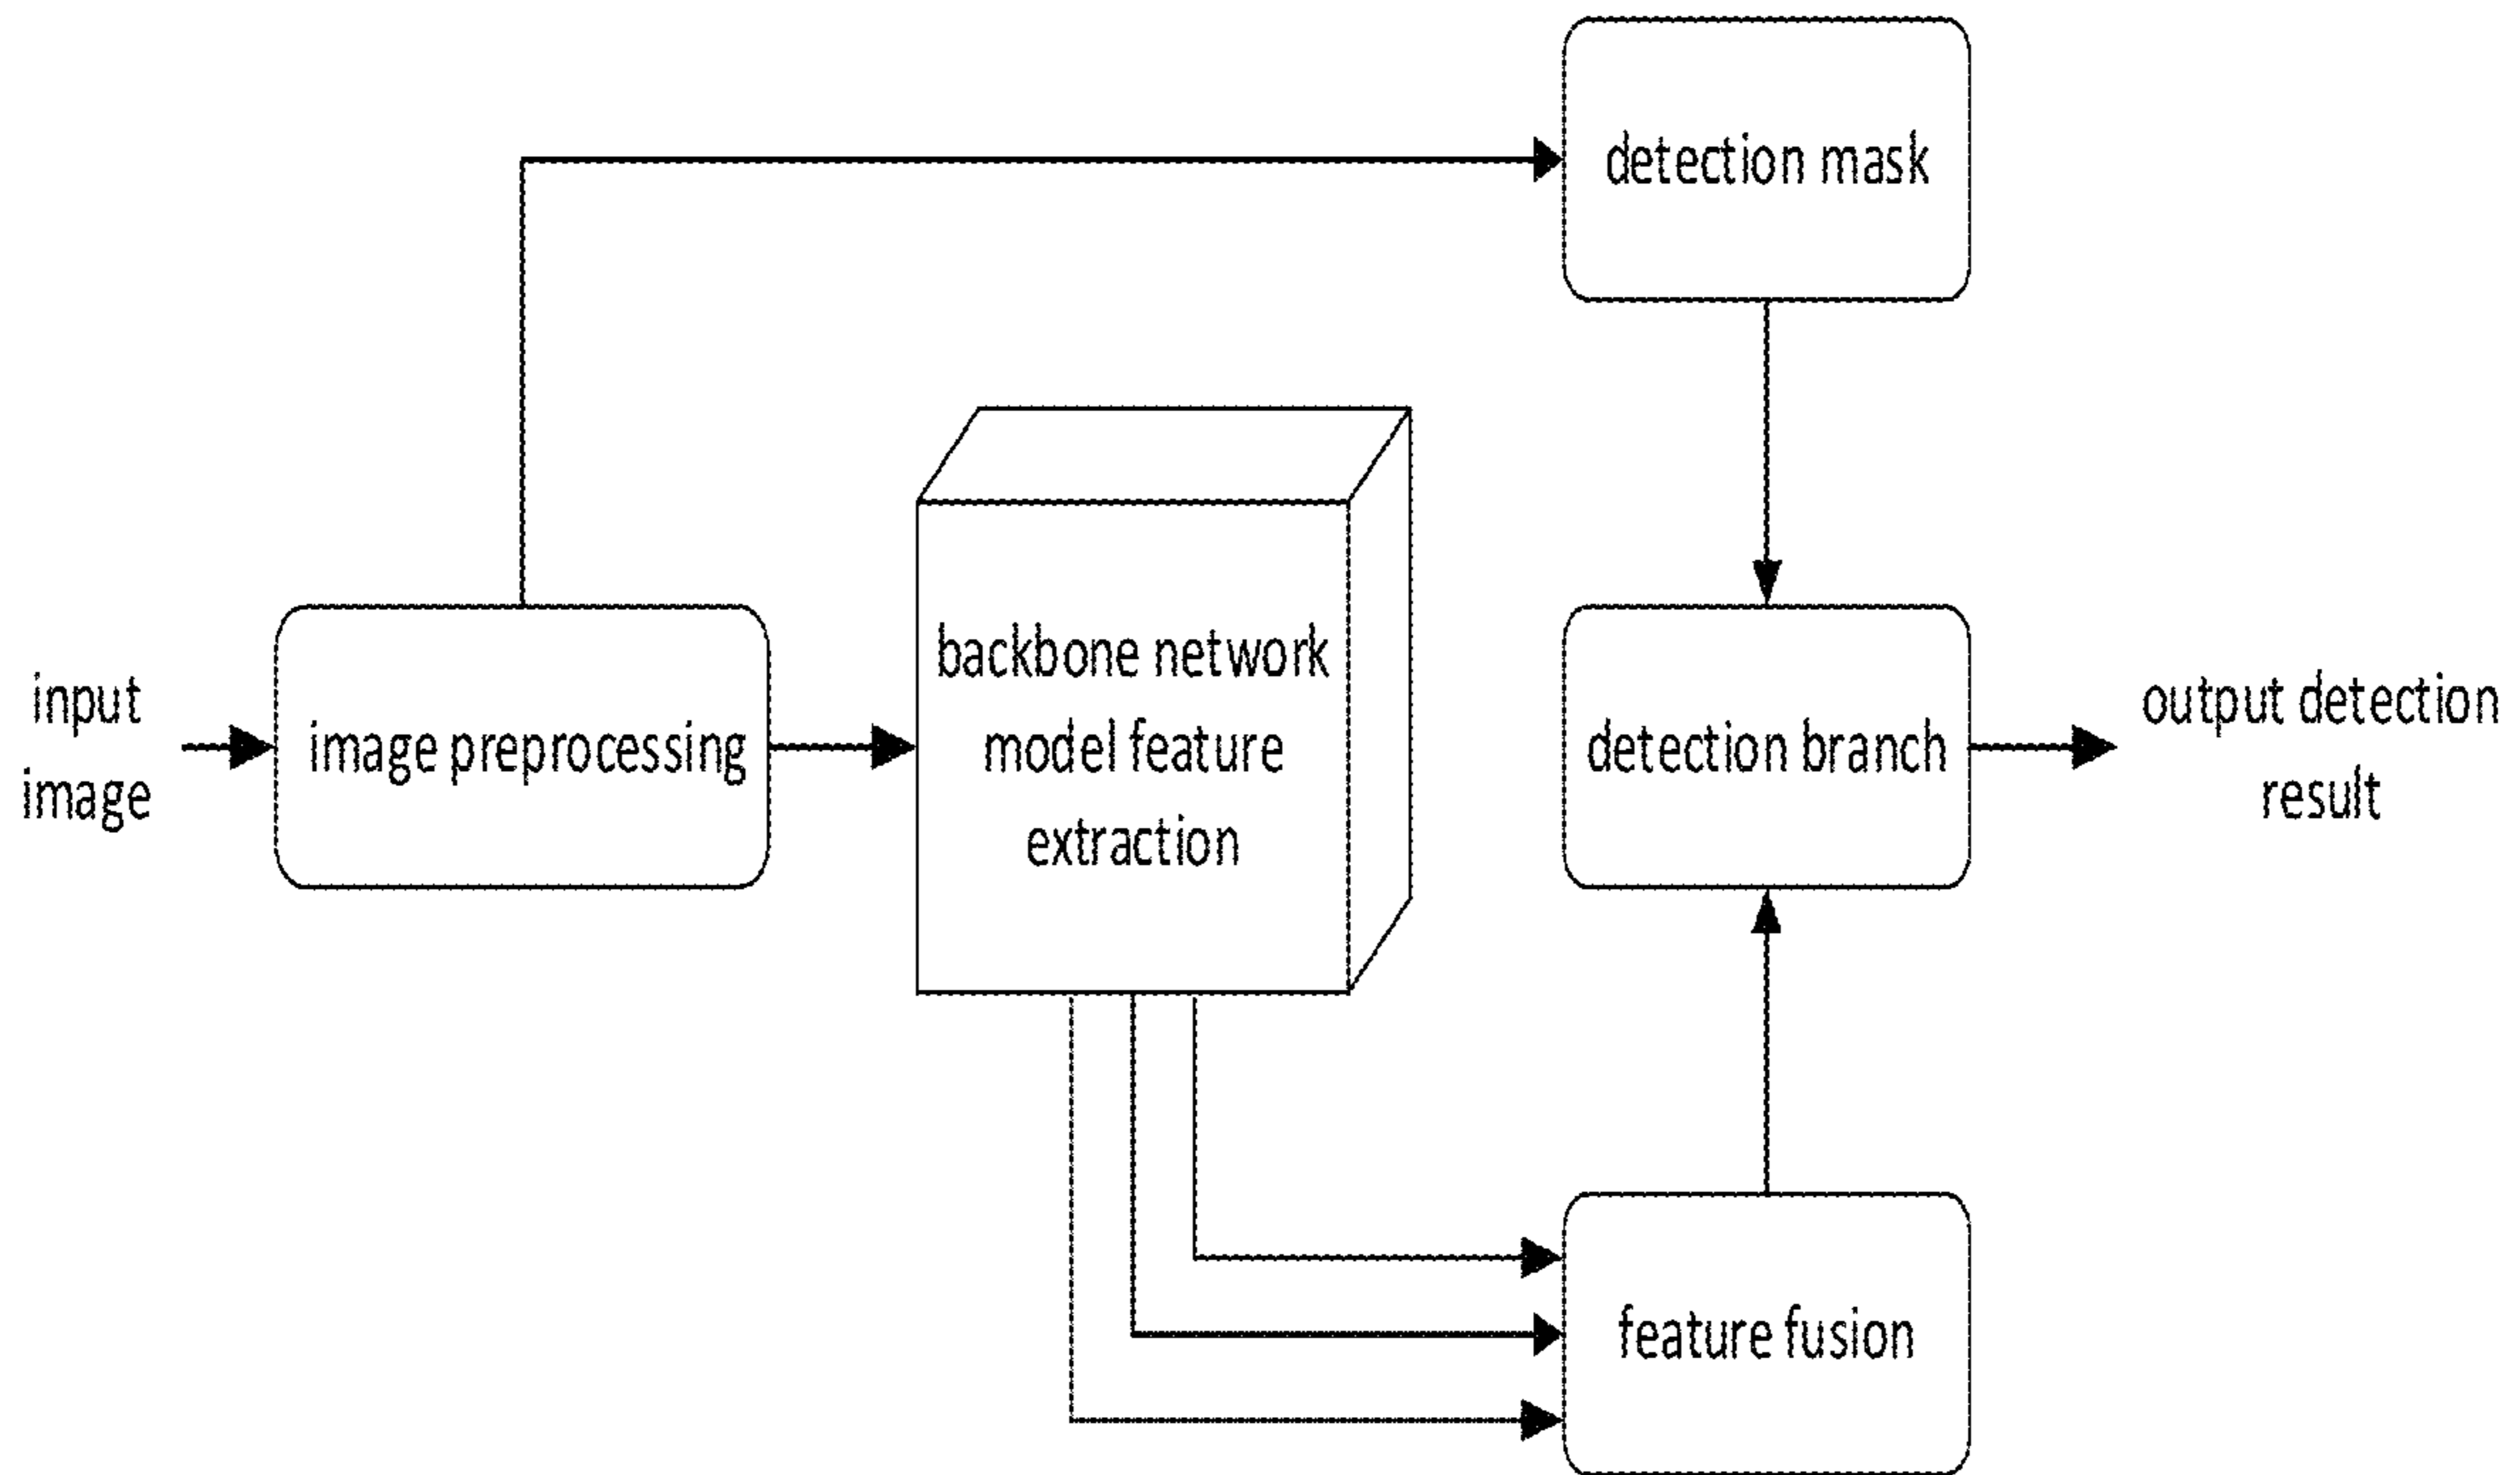 input
image
image preprocessing
backbone network
model feature
extraction
detection mask
detection branch
feature fusion
output detection
result